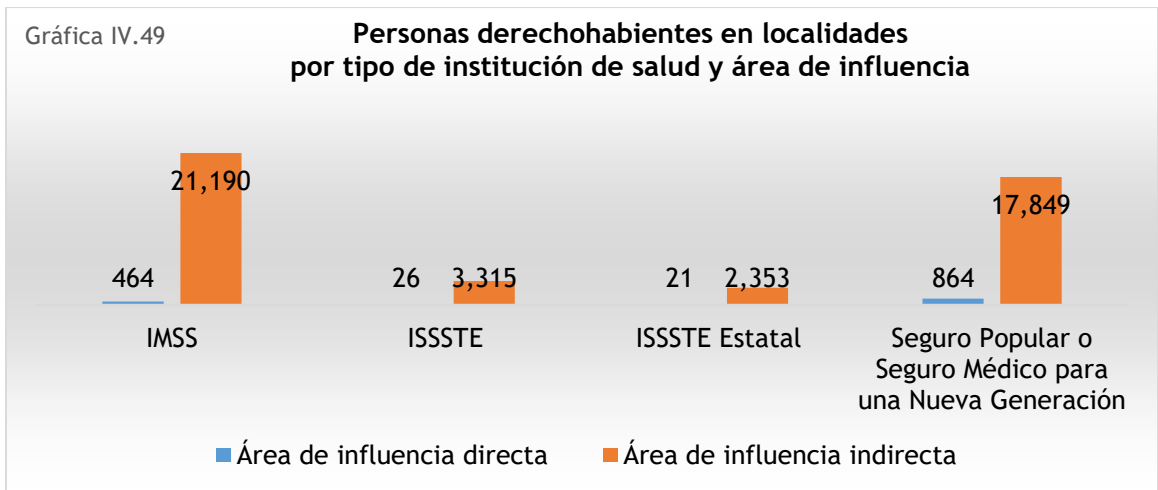 Gráfica IV.49
Personas derechohabientes en localidades
por tipo de institución de salud y área de influencia
464
21,190
26
3,315
21
2,353
864
17,849
IMSS
ISSSTE
ISSSTE Estatal
Seguro Popular o
Seguro Médico para
una Nueva Generación
Área de influencia directa
Área de influencia indirecta